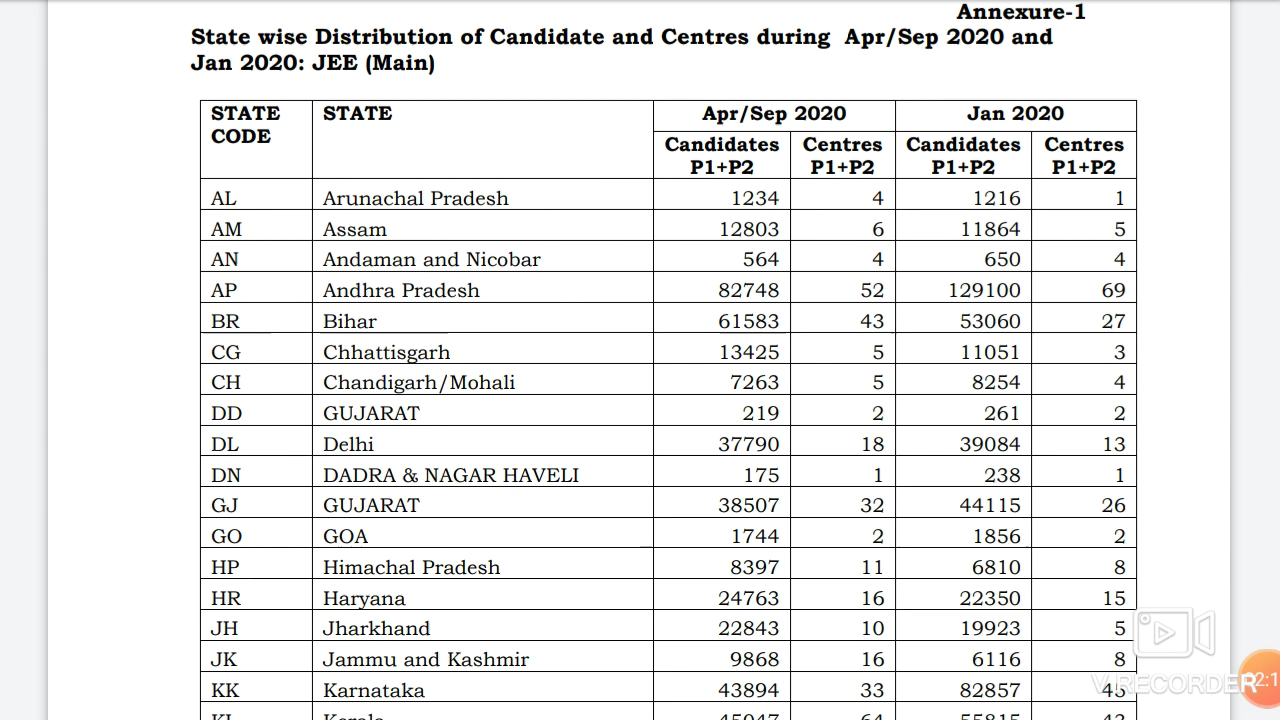 Annexure-1
State wise Distribution of Candidate and Centres during Apr/Sep 2020 and
Jan 2020: JEE (Main)
STATE CODE STATE Apr/Sep 2020 Jan 2020
Candidates P1+P2 Centres P1+P2 Candidates P1+P2 Centres P1+P2
AL Arunachal Pradesh 1234 4 1216 1
AM Assam 12803 6 11864 5
AN Andaman and Nicobar 564 4 650 4
AP Andhra Pradesh 82748 52 129100 69
BR Bihar 61583 43 53060 27
CG Chhattisgarh 13425 5 11051 3
CH Chandigarh/Mohali 7263 5 8254 4
DD GUJARAT 219 2 261 2
DL Delhi 37790 18 39084 13
DN DADRA & NAGAR HAVELI 175 1 238 1
GJ GUJARAT 38507 32 44115 26
GO GOA 1744 2 1856 2
HP Himachal Pradesh 8397 11 6810 8
HR Haryana 24763 16 22350 15
JH Jharkhand 22843 10 19923 5
JK Jammu and Kashmir 9868 16 6116 8
KK Karnataka 43894 33 82857 45
V.RECORDER